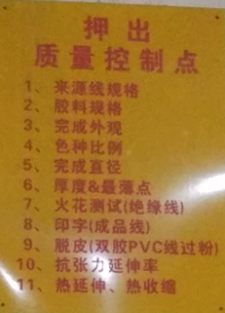 押出
质量控制点
1、来源线规格
2、胶料规格
3、完成外观
4、色种比例
5、完成直径
6、厚度&最薄点
7、火花测试(绝缘线)
8、印字(成品线)
9、脱皮(双胶PVC线过粉)
10、抗张力延伸率
11、热延伸、热收缩